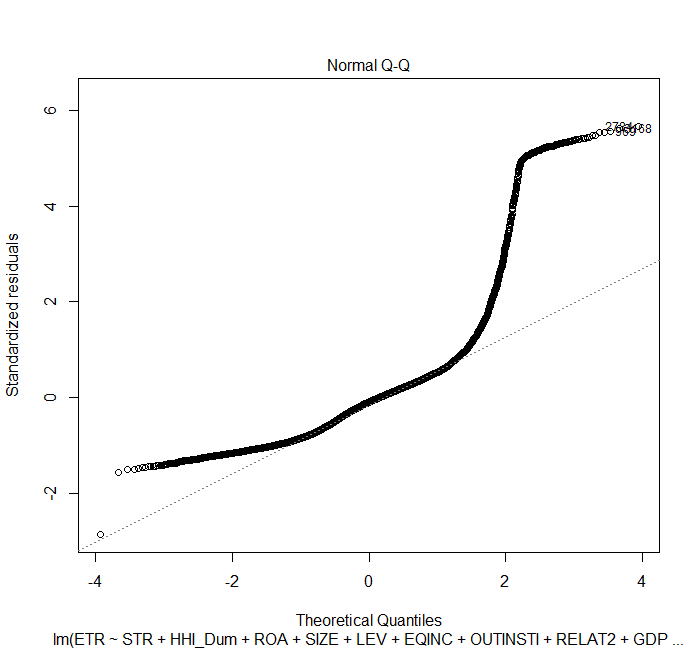 Normal Q-Q
6
4
2
0
-2
Standardized residuals
-4
-2
0
2
4
Theoretical Quantiles
lm(ETR ~ STR + HHI_Dum + ROA + SIZE + LEV + EQINC + OUTINSTI + RELAT2 + GDP ...